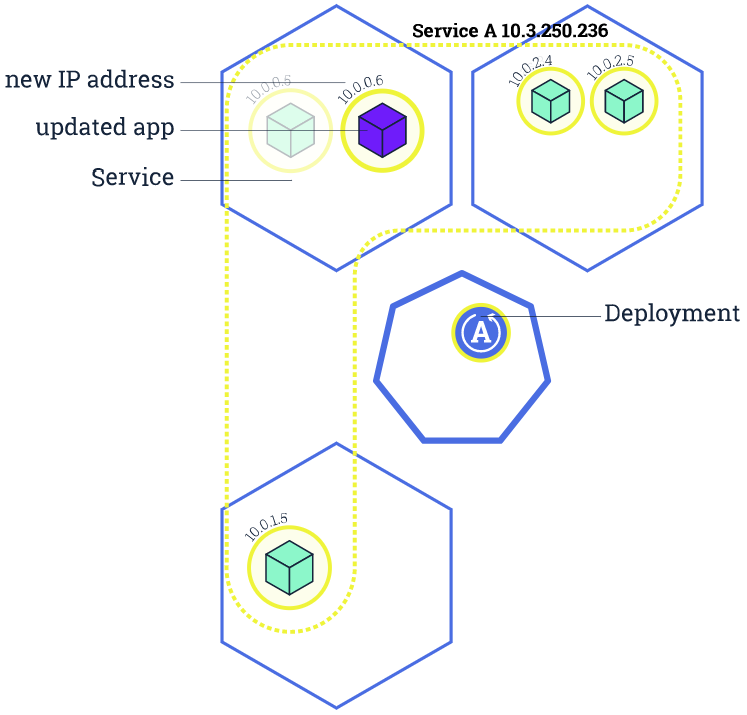 Service A 10.3.250.236
new IP address
10.0.0.5
10.0.0.6
10.0.2.4
10.0.2.5
updated app
Service
A
Deployment
10.0.1.5